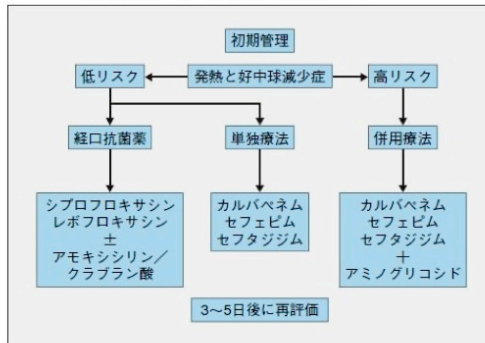 初期管理
低リスク
発熱と好中球減少症
高リスク
経口抗菌薬
単独療法
併用療法
シプロフロキサシン
レボフロキサシン
±
アモキシシリン／
クラブラン酸
カルバペネム
セフェピム
セフタジジム
カルバペネム
セフェピム
セフタジジム
＋
アミノグリコシド
3〜5日後に再評価